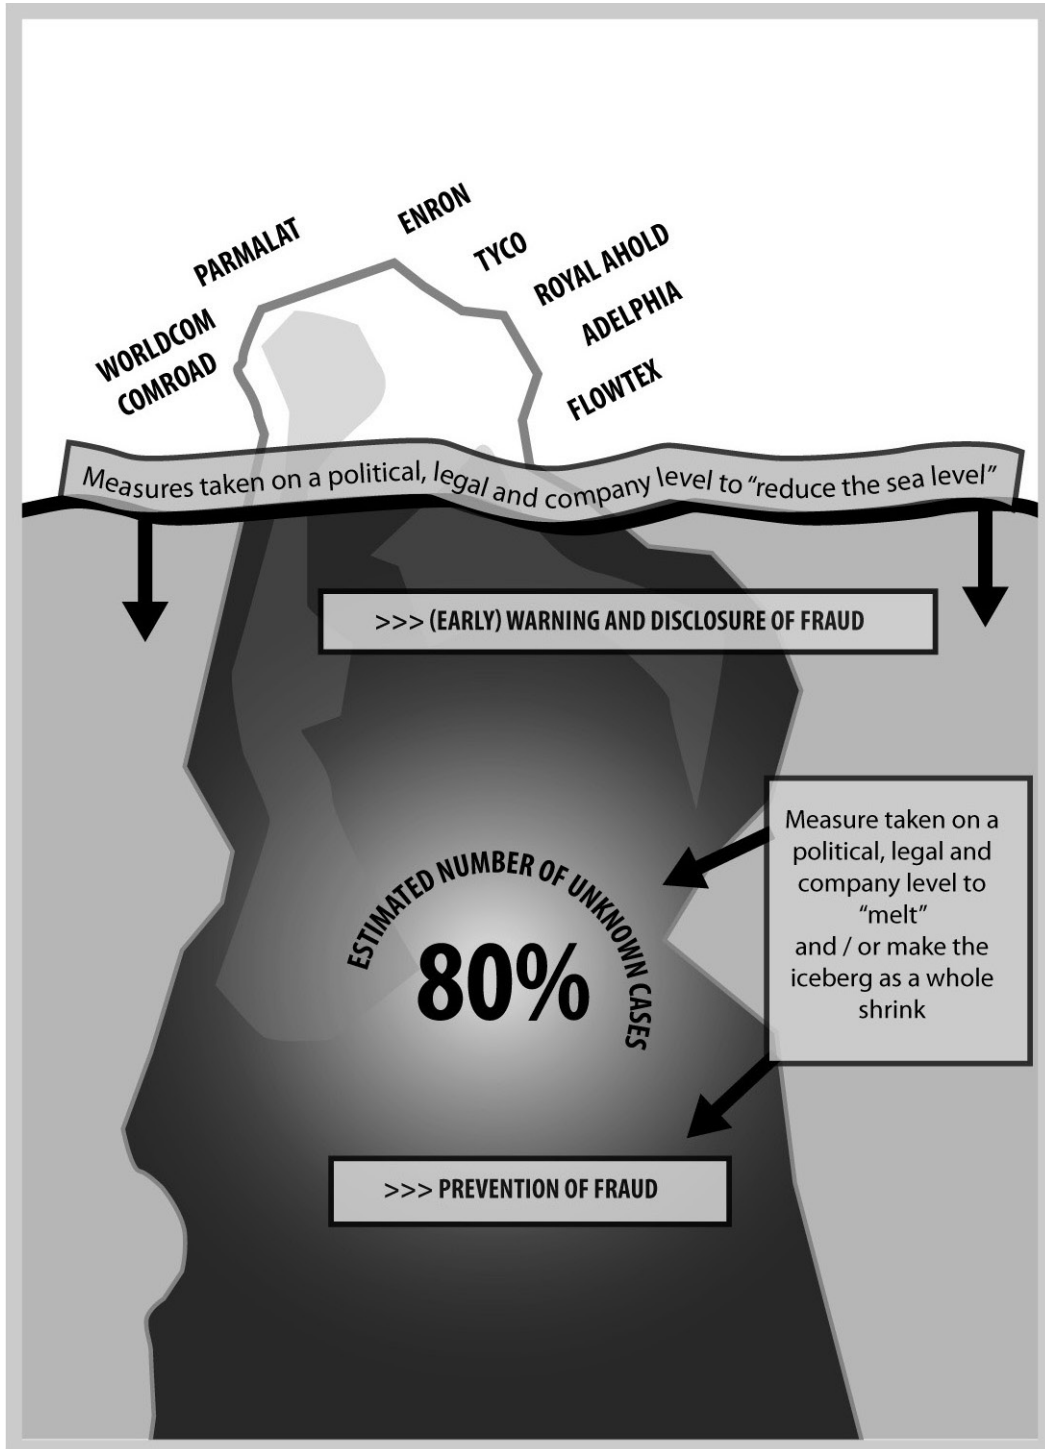 ENRON
PARMALAT
TYCO
ROYAL AHOLD
WORLDCOM
ADELPHIA
COMROAD
FLOWTEX
Measures taken on a political, legal and company level to “reduce the sea level”
>>> (EARLY) WARNING AND DISCLOSURE OF FRAUD
Measure taken on a
political, legal and
company level to
“melt”
and / or make the
iceberg as a whole
shrink
ESTIMATED NUMBER OF UNKNOWN CASES
80%
>>> PREVENTION OF FRAUD